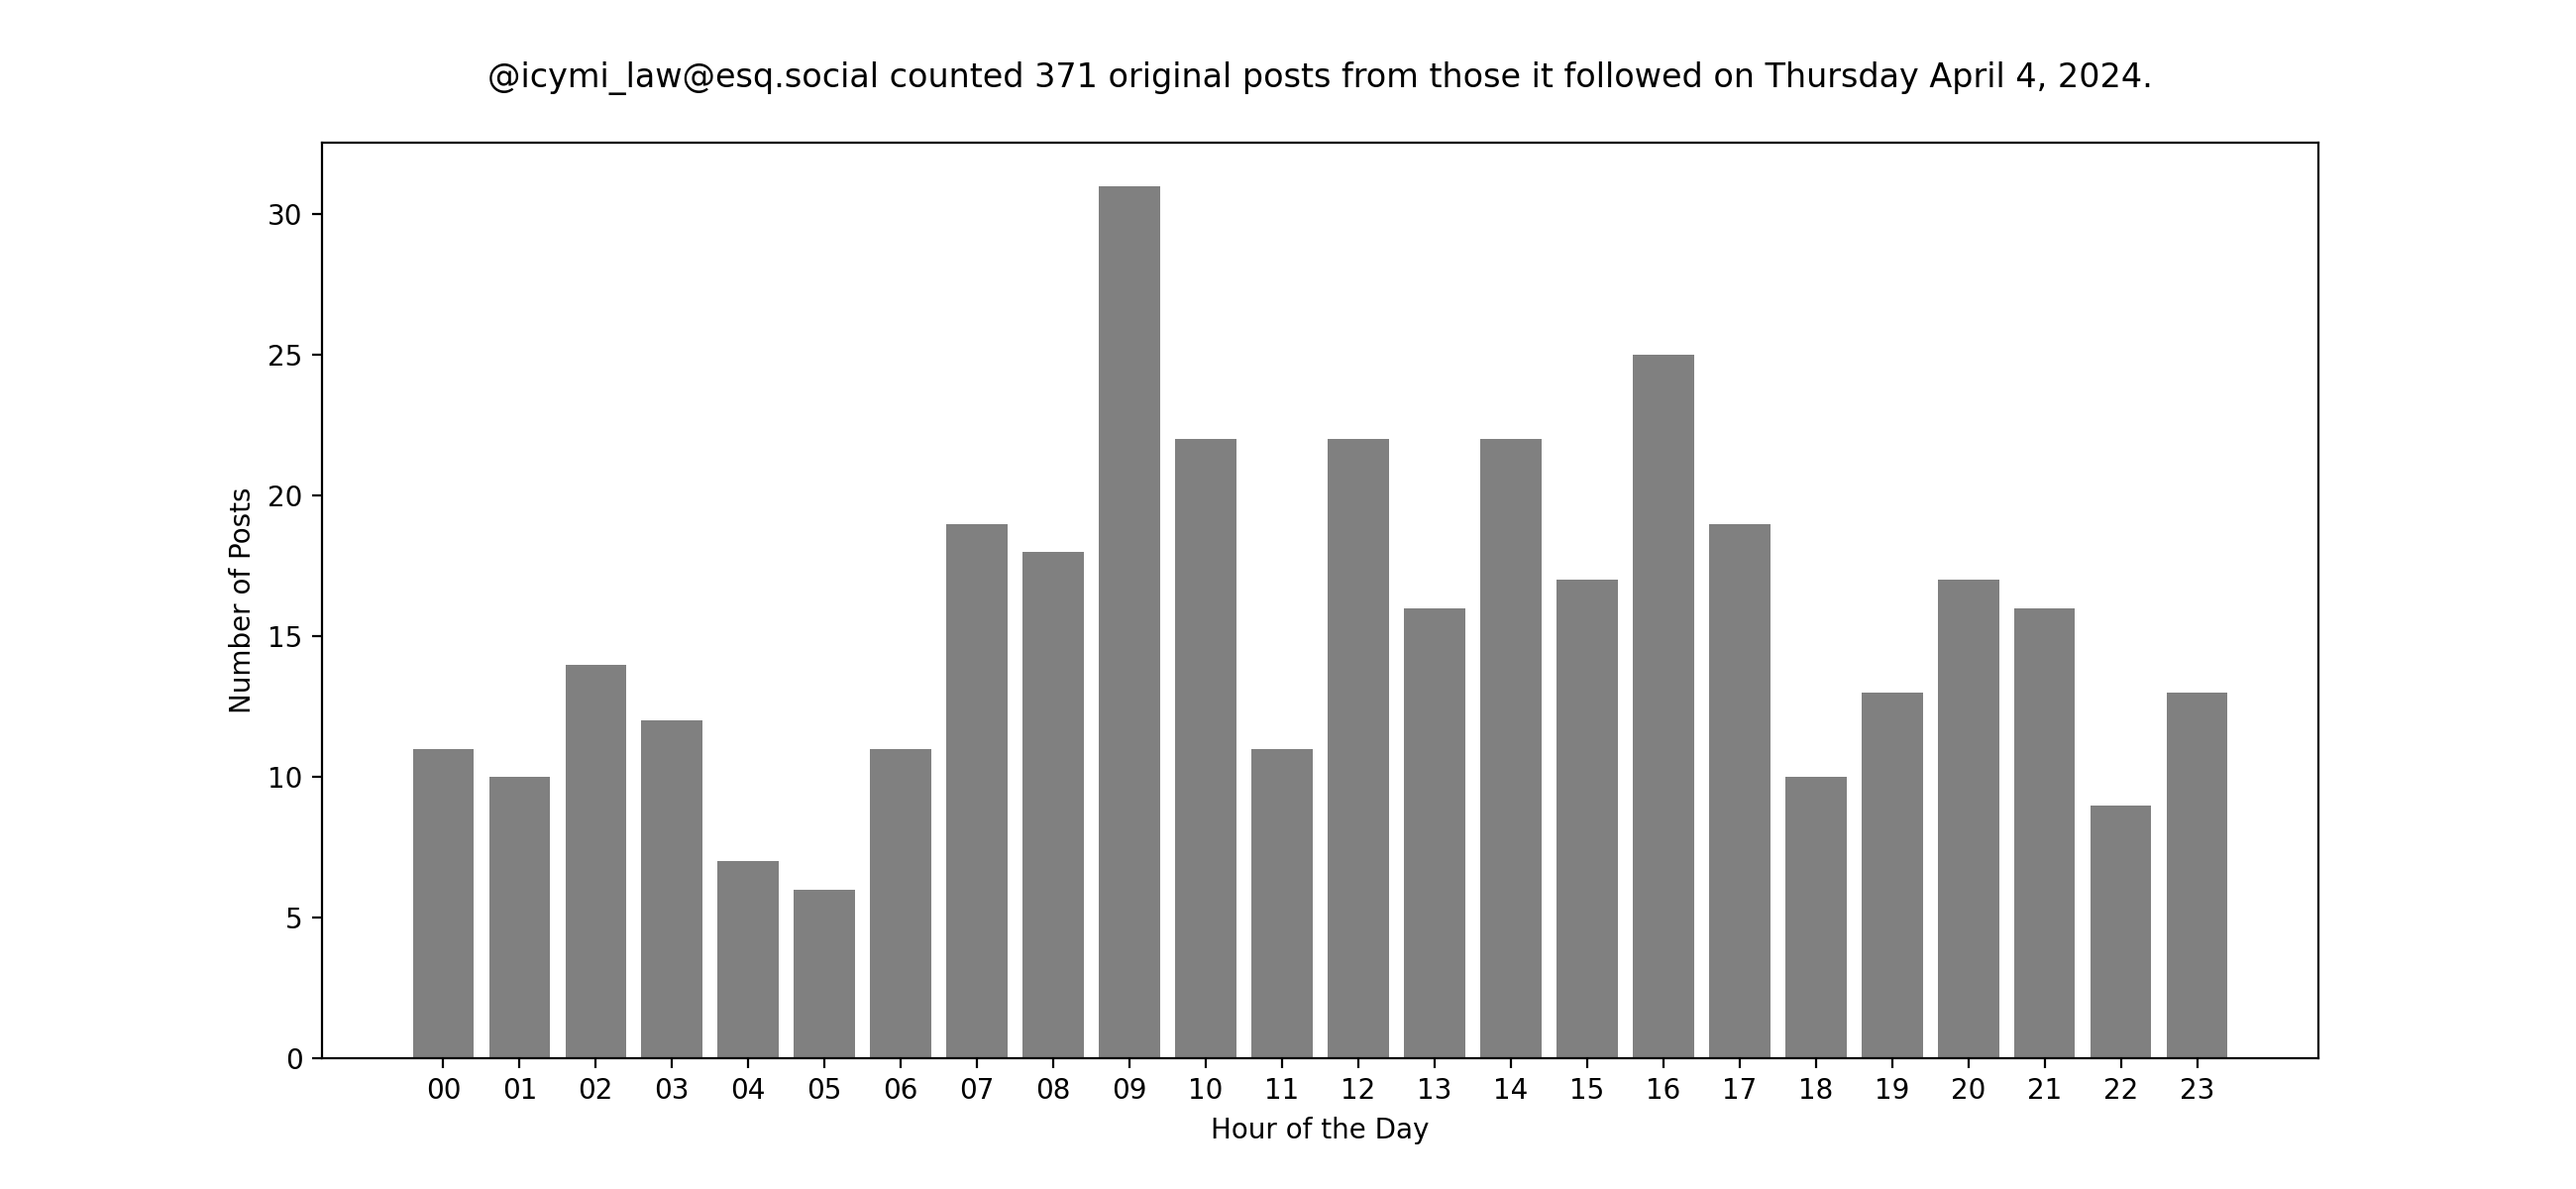 @icymi_law@esq.social counted 371 original posts from those it followed on Thursday April 4, 2024.
30
25
20
15
10
5
0
Number of Posts
00 01 02 03 04 05 06 07 08 09 10 11 12 13 14 15 16 17 18 19 20 21 22 23
Hour of the Day